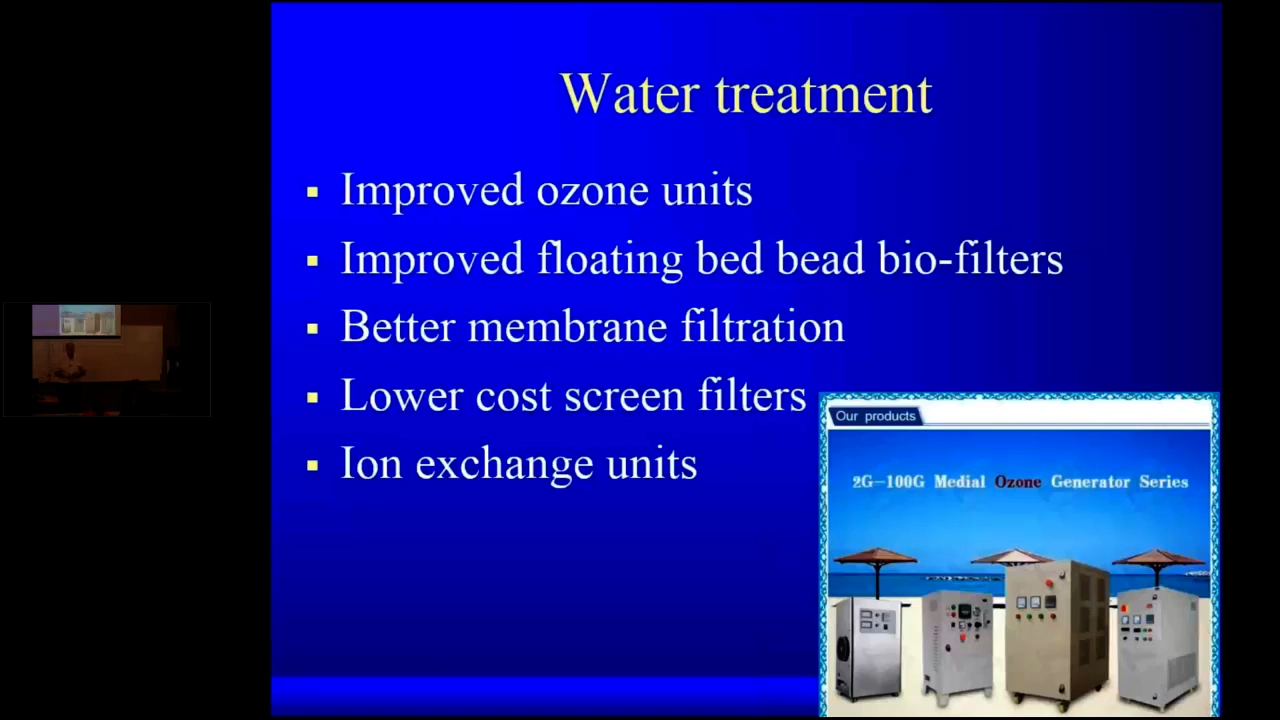 Water treatment
Improved ozone units
Improved floating bed bead bio-filters
Better membrane filtration
Lower cost screen filters
Ion exchange units
Our products
2G-100G Medial Ozone Generator Series